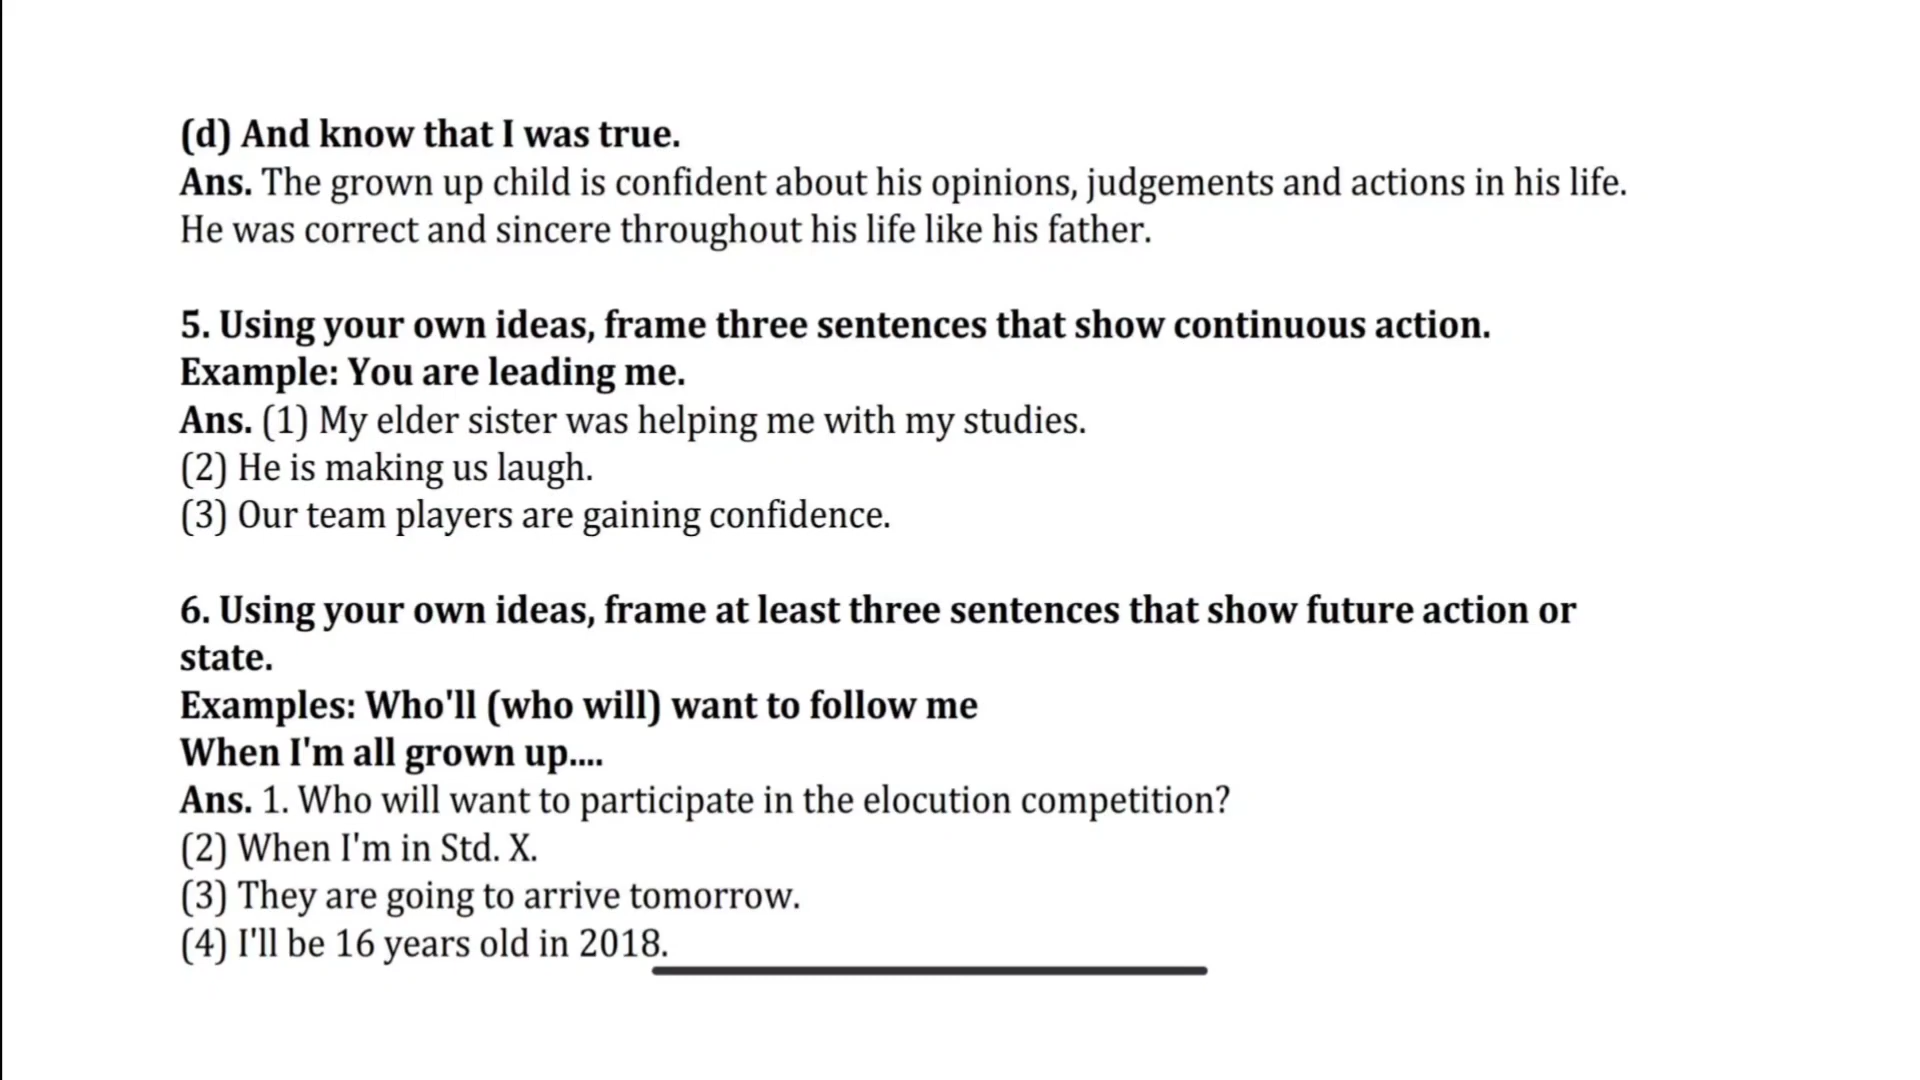 (d) And know that I was true.
Ans. The grown up child is confident about his opinions, judgements and actions in his life.
He was correct and sincere throughout his life like his father.
5. Using your own ideas, frame three sentences that show continuous action.
Example: You are leading me.
Ans. (1) My elder sister was helping me with my studies.
(2) He is making us laugh.
(3) Our team players are gaining confidence.
6. Using your own ideas, frame at least three sentences that show future action or
state.
Examples: Who'll (who will) want to follow me
When I'm all grown up....
Ans. 1. Who will want to participate in the elocution competition?
(2) When I'm in Std. X.
(3) They are going to arrive tomorrow.
(4) I'll be 16 years old in 2018.